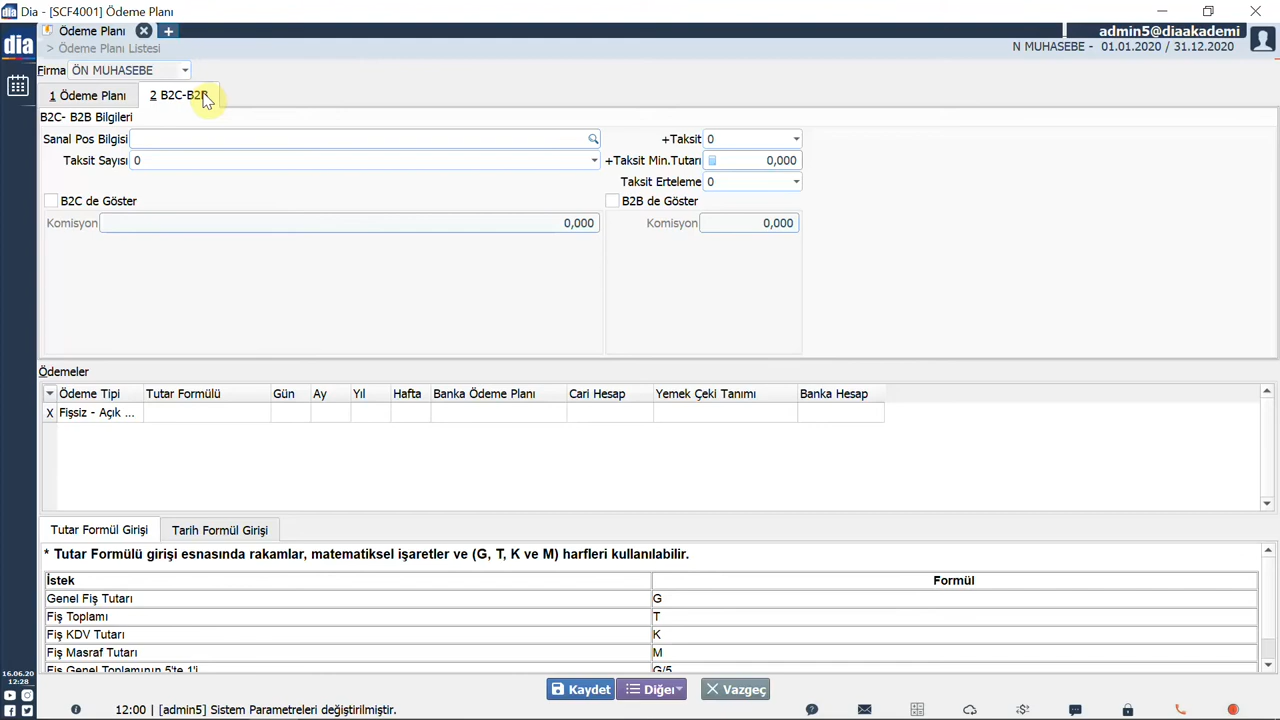 Dia - [SCF4001] Ödeme Planı
dia
Ödeme Planı
admin5@diaakademi
> Ödeme Planı Listesi
N MUHASEBE - 01.01.2020 / 31.12.2020
Firma ÖN MUHASEBE
1 Ödeme Planı
2 B2C-B2B
B2C- B2B Bilgileri
Sanal Pos Bilgisi
+Taksit 0
Taksit Sayısı 0
+Taksit Min.Tutarı 0,000
Taksit Erteleme 0
B2C de Göster
B2B de Göster
Komisyon 0,000
Komisyon 0,000
Ödemeler
Ödeme Tipi Tutar Formülü Gün Ay Yıl Hafta Banka Ödeme Planı Cari Hesap Yemek Çeki Tanımı Banka Hesap
X Fişsiz - Açık ...
Tutar Formül Girişi Tarih Formül Girişi
* Tutar Formülü girişi esnasında rakamlar, matematiksel işaretler ve (G, T, K ve M) harfleri kullanılabilir.
İstek Formül
Genel Fiş Tutarı G
Fiş Toplamı T
Fiş KDV Tutarı K
Fiş Masraf Tutarı M
Fiş Genel Toplamının 5'te 1'i G/5
16.06.20
12:28
Kaydet Diğer Vazgeç
12:00 | [admin5] Sistem Parametreleri değiştirilmiştir.